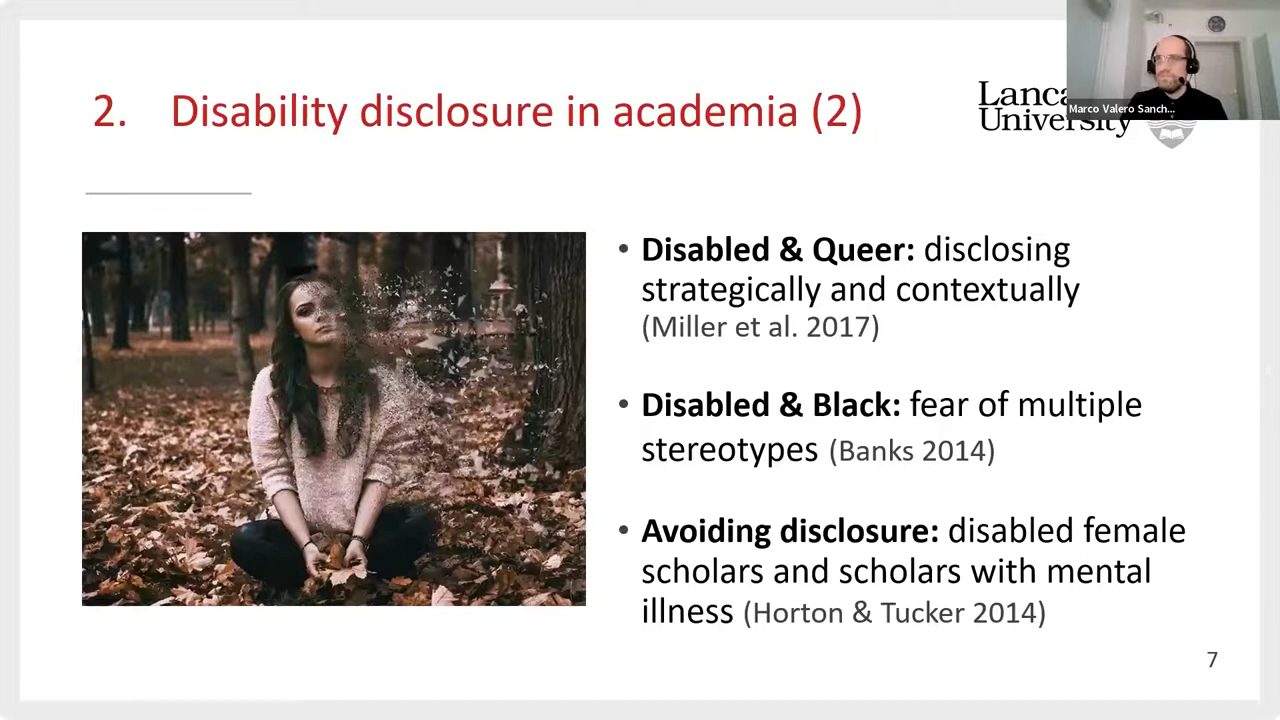 2. Disability disclosure in academia (2)
Lanca
University
Marco Valero Sanch...
• Disabled & Queer: disclosing
strategically and contextually
(Miller et al. 2017)
• Disabled & Black: fear of multiple
stereotypes (Banks 2014)
• Avoiding disclosure: disabled female
scholars and scholars with mental
illness (Horton & Tucker 2014)
7